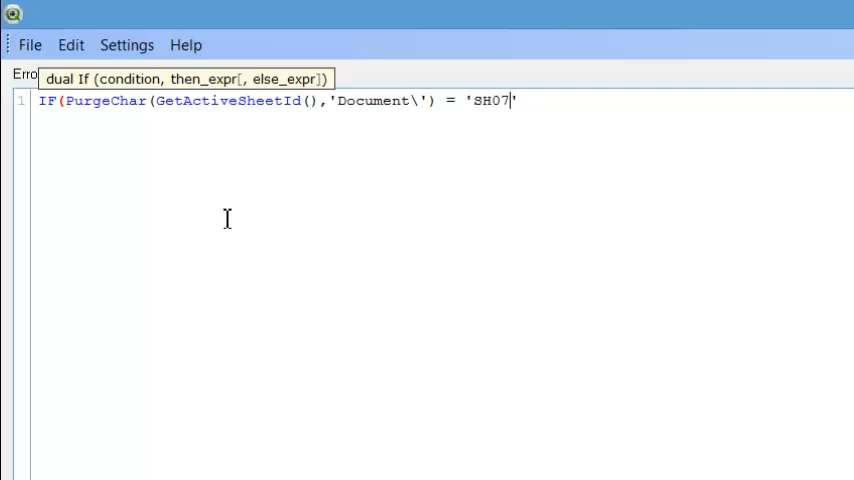 File Edit Settings Help
Erro
dual If (condition, then_expr[, else_expr])
1 IF(PurgeChar(GetActiveSheetId(),'Document\') = 'SH07'